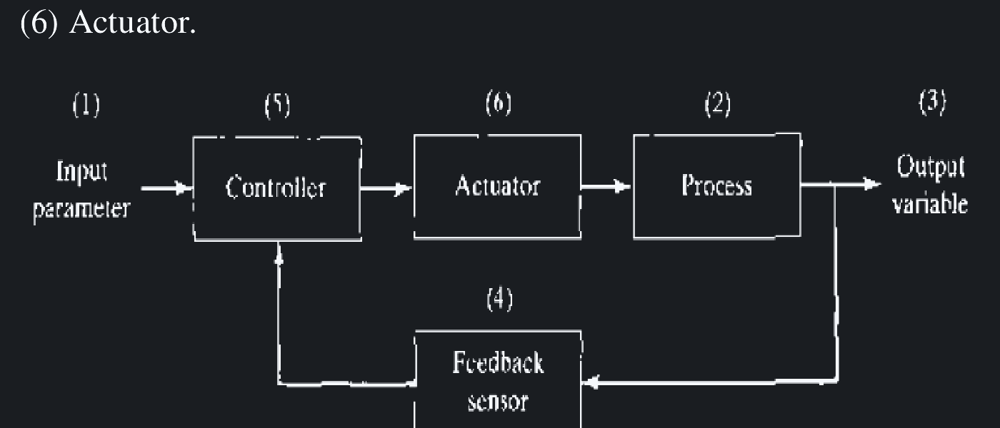 (6) Actuator.
(1)
(5)
(6)
(2)
(3)
Input
parameter
Controller
Actuator
Process
Output
variable
(4)
Feedback
sensor